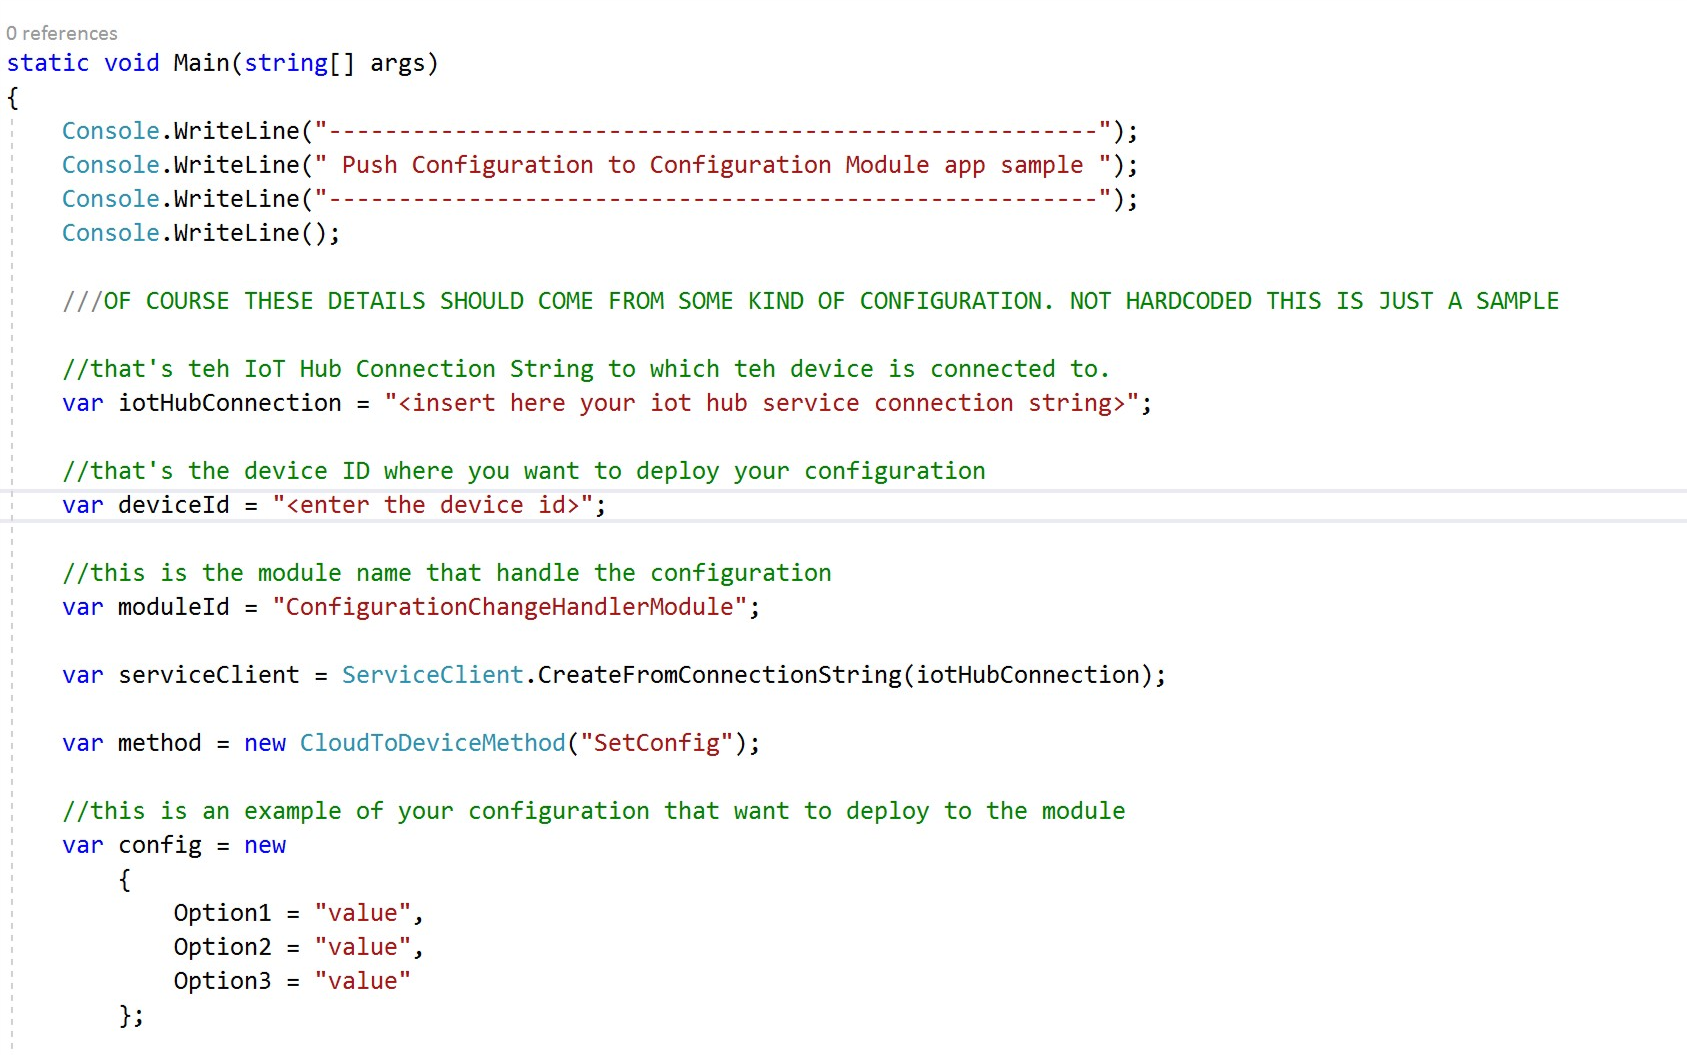 0 references
static void Main(string[] args)
{
Console.WriteLine("-------------------------------------------------------");
Console.WriteLine(" Push Configuration to Configuration Module app sample ");
Console.WriteLine("-------------------------------------------------------");
Console.WriteLine();
///OF COURSE THESE DETAILS SHOULD COME FROM SOME KIND OF CONFIGURATION. NOT HARDCODED THIS IS JUST A SAMPLE
//that's teh IoT Hub Connection String to which teh device is connected to.
var iotHubConnection = "<insert here your iot hub service connection string>";
//that's the device ID where you want to deploy your configuration
var deviceId = "<enter the device id>";
//this is the module name that handle the configuration
var moduleId = "ConfigurationChangeHandlerModule";
var serviceClient = ServiceClient.CreateFromConnectionString(iotHubConnection);
var method = new CloudToDeviceMethod("SetConfig");
//this is an example of your configuration that want to deploy to the module
var config = new
{
Option1 = "value",
Option2 = "value",
Option3 = "value"
};